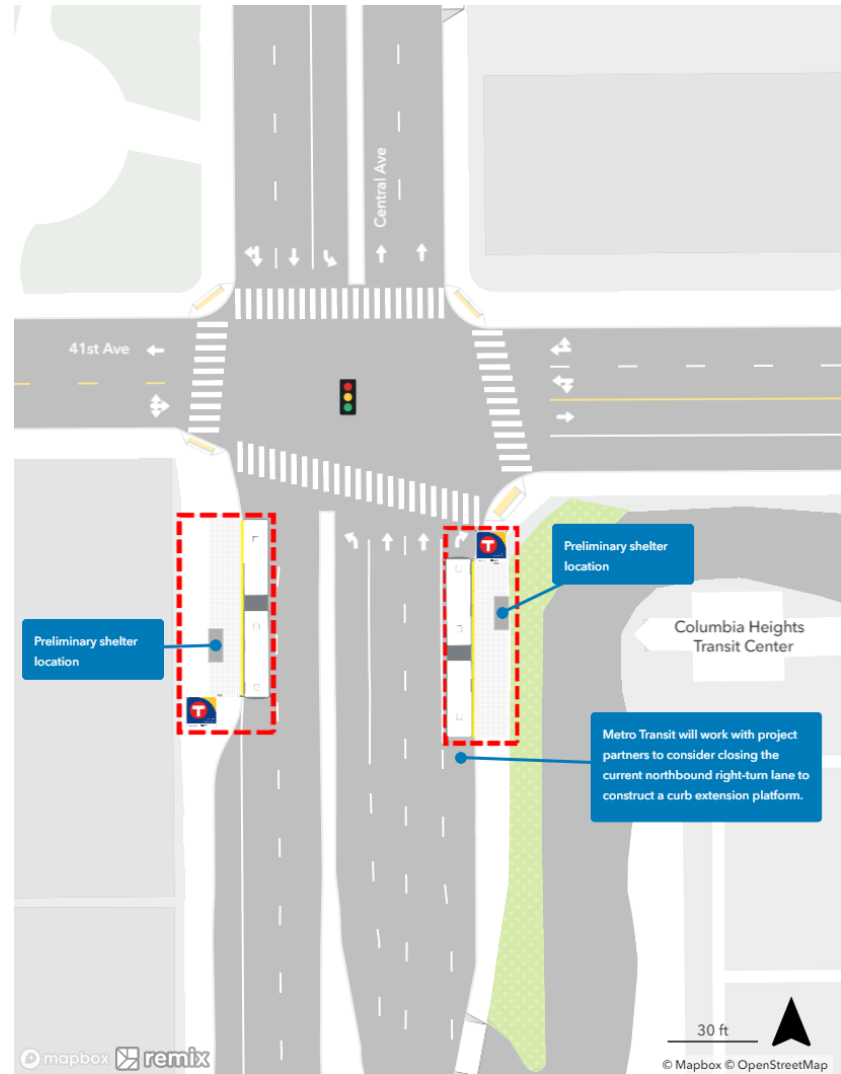 Central Ave
41st Ave
Preliminary shelter
location
Columbia Heights
Transit Center
Preliminary shelter
location
Metro Transit will work with project
partners to consider closing the
current northbound right-turn lane to
construct a curb extension platform.
T
T
30 ft
mapbox remix
© Mapbox © OpenStreetMap